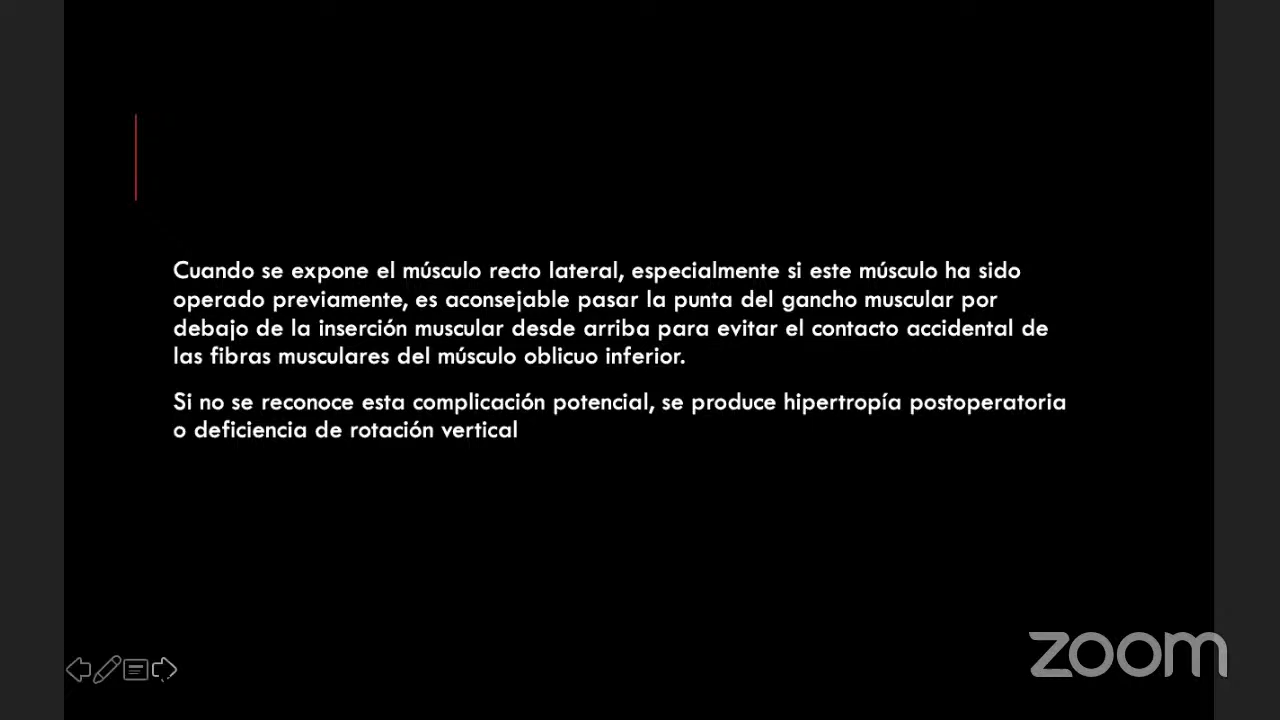 Cuando se expone el músculo recto lateral, especialmente si este músculo ha sido
operado previamente, es aconsejable pasar la punta del gancho muscular por
debajo de la inserción muscular desde arriba para evitar el contacto accidental de
las fibras musculares del músculo oblicuo inferior.
Si no se reconoce esta complicación potencial, se produce hipertropía postoperatoria
o deficiencia de rotación vertical
zoom